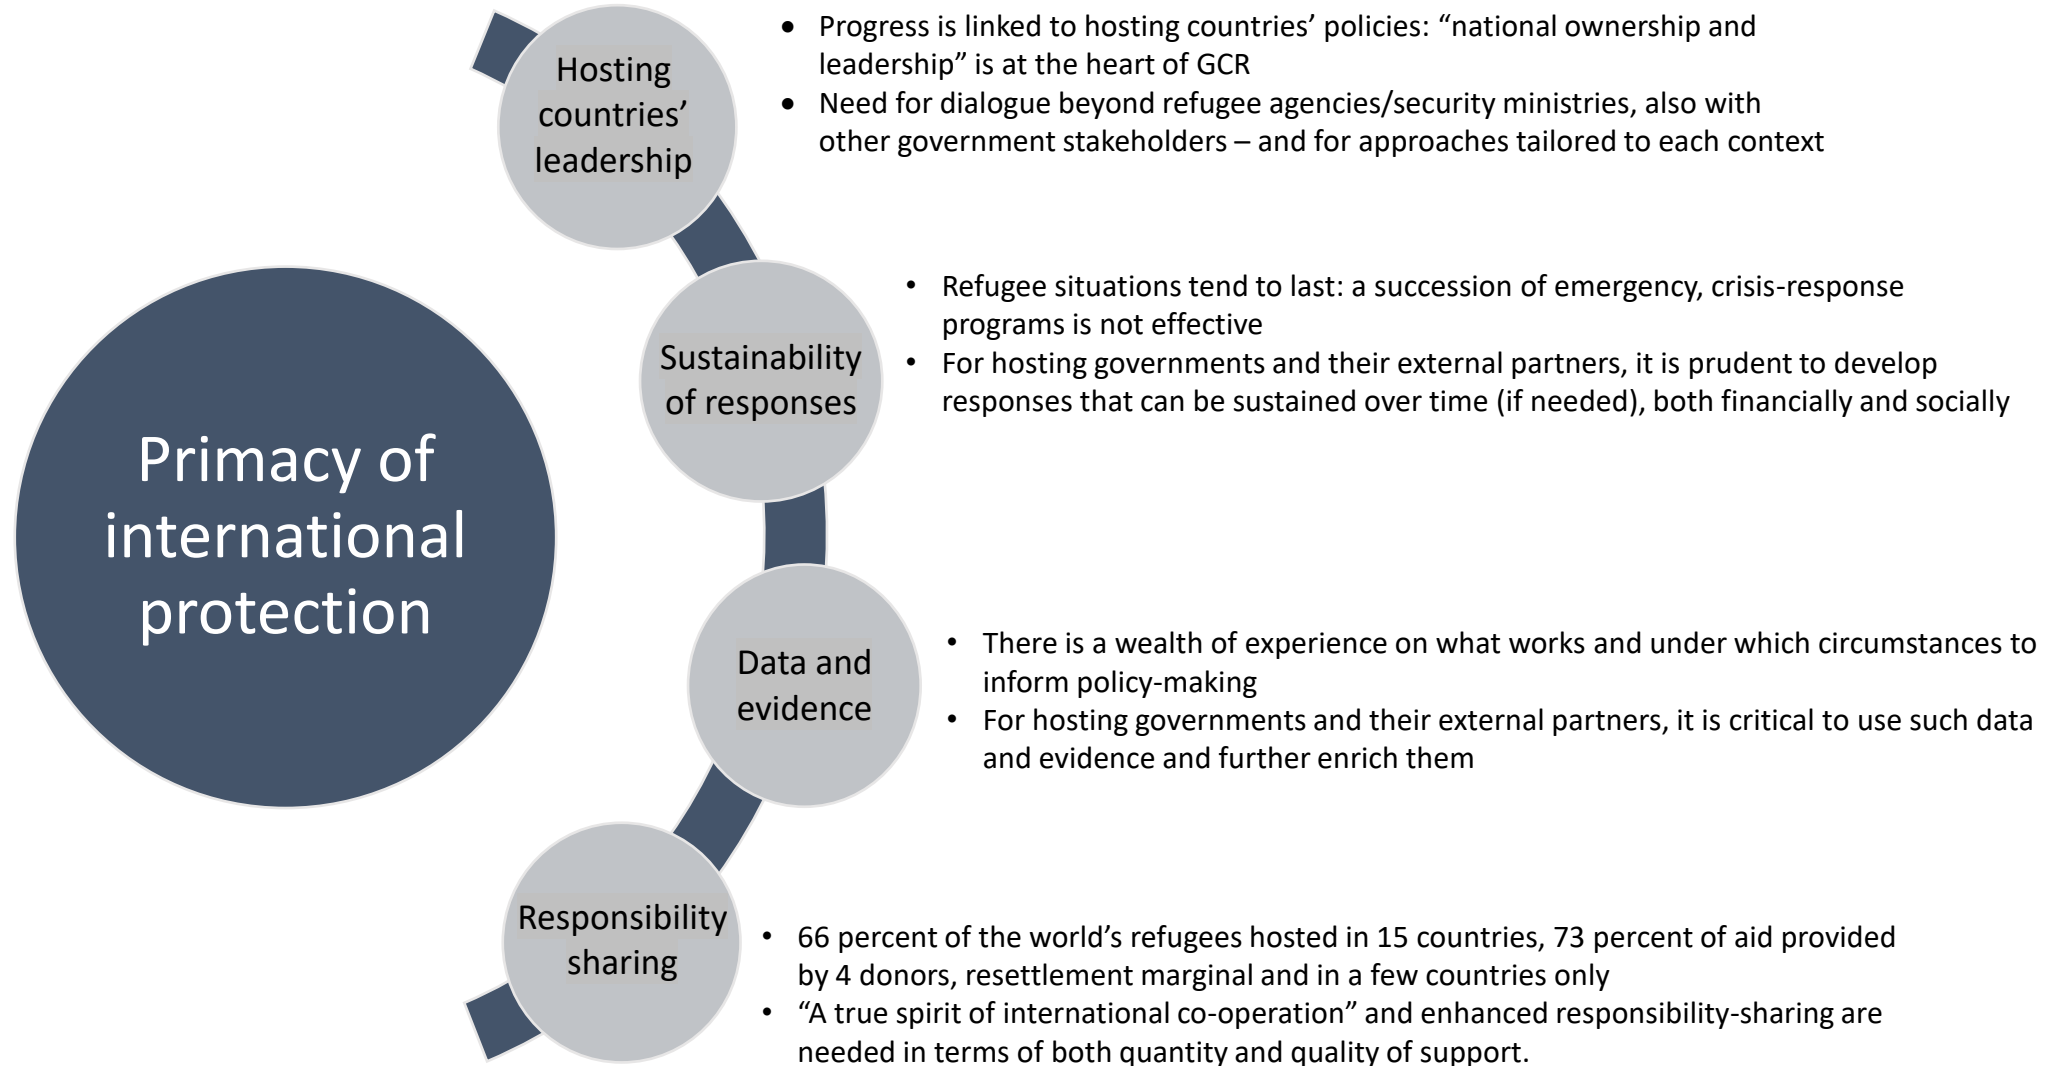 Primacy of
international
protection
Hosting
countries’
leadership
• Progress is linked to hosting countries’ policies: “national ownership and
leadership” is at the heart of GCR
• Need for dialogue beyond refugee agencies/security ministries, also with
other government stakeholders – and for approaches tailored to each context
Sustainability
of responses
• Refugee situations tend to last: a succession of emergency, crisis-response
programs is not effective
• For hosting governments and their external partners, it is prudent to develop
responses that can be sustained over time (if needed), both financially and socially
Data and
evidence
• There is a wealth of experience on what works and under which circumstances to
inform policy-making
• For hosting governments and their external partners, it is critical to use such data
and evidence and further enrich them
Responsibility
sharing
• 66 percent of the world’s refugees hosted in 15 countries, 73 percent of aid provided
by 4 donors, resettlement marginal and in a few countries only
• “A true spirit of international co-operation” and enhanced responsibility-sharing are
needed in terms of both quantity and quality of support.